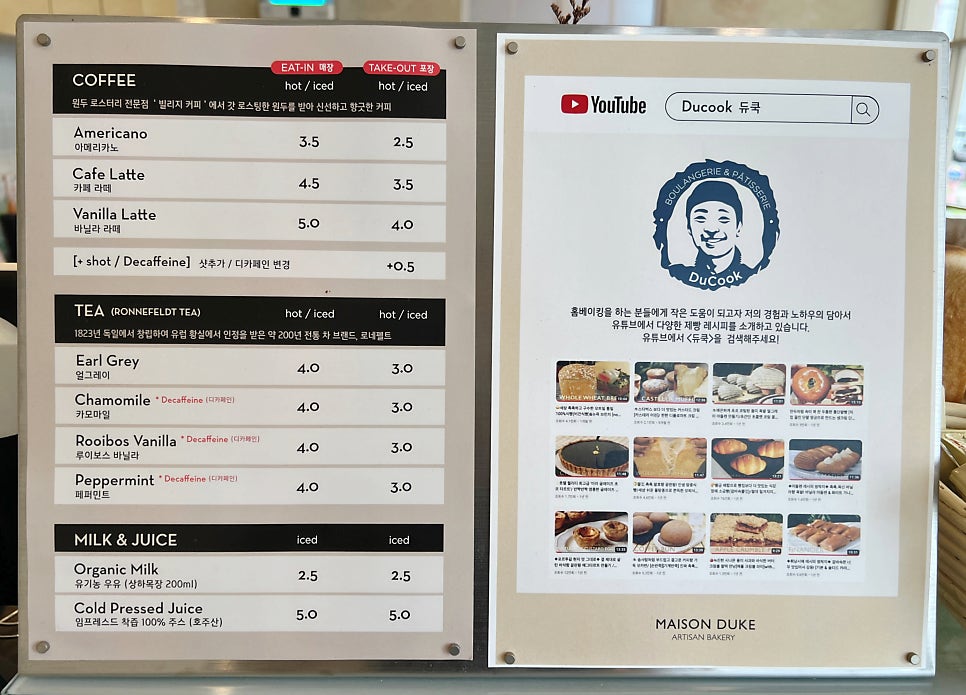 EAT-IN 매장 TAKE-OUT 포장
COFFEE hot / iced hot / iced
원두 로스터리 전문점 ' 빌리지 커피 ' 에서 갓 로스팅한 원두를 받아 신선하고 향긋한 커피
Americano 3.5 2.5
아메리카노
Cafe Latte 4.5 3.5
카페 라떼
Vanilla Latte 5.0 4.0
바닐라 라떼
[+ shot / Decaffeine] 샷추가 / 디카페인 변경 +0.5
TEA (RONNEFELDT TEA) hot / iced hot / iced
1823년 독일에서 창립하여 유럽 황실에서 인정을 받은 약 200년 전통 차 브랜드, 로네펠트
Earl Grey 4.0 3.0
얼그레이
Chamomile * Decaffeine (디카페인) 4.0 3.0
카모마일
Rooibos Vanilla * Decaffeine (디카페인) 4.0 3.0
루이보스 바닐라
Peppermint * Decaffeine (디카페인) 4.0 3.0
페퍼민트
MILK & JUICE iced iced
Organic Milk 2.5 2.5
유기농 우유 (상하목장 200ml)
Cold Pressed Juice 5.0 5.0
임프레스드 착즙 100% 주스 (호주산)
YouTube Ducook 듀쿡
BOULANGERIE & PÂTISSERIE
DuCook
홈베이킹을 하는 분들에게 작은 도움이 되고자 저의 경험과 노하우의 담아서
유튜브에서 다양한 제빵 레시피를 소개하고 있습니다.
유튜브에서 <듀쿡>을 검색해주세요!
WHOLE WHEAT BRE
CASTELLA MUFFI
APPLE CRUMBLE
FINANCIER
MAISON DUKE
ARTISAN BAKERY